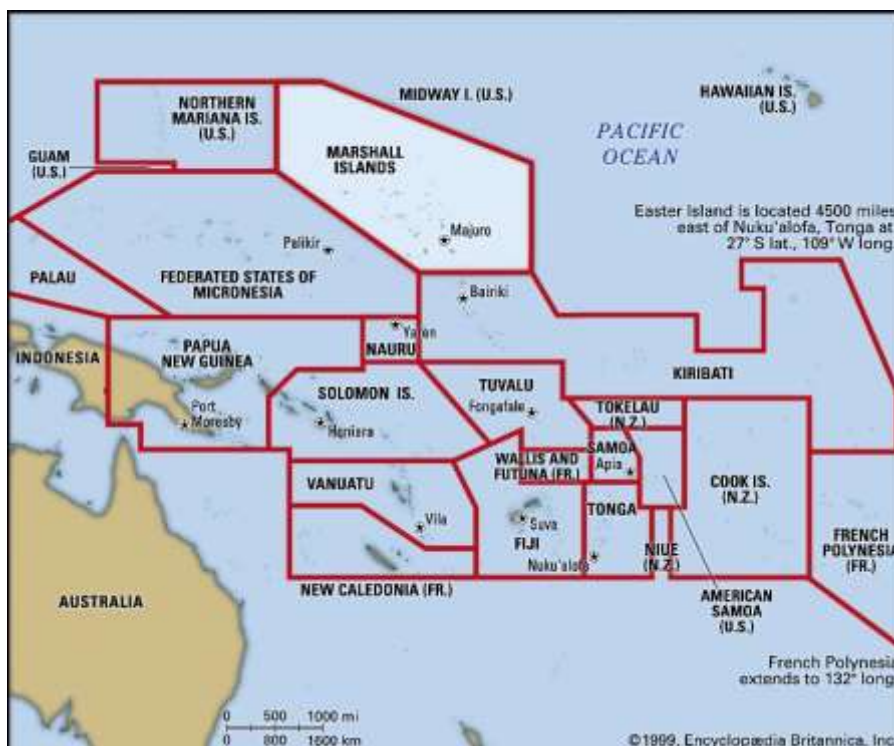 NORTHERN
MARIANA IS.
(U.S.)
MIDWAY I. (U.S.)
HAWAIIAN IS.
(U.S.)
GUAM
(U.S.)
MARSHALL
ISLANDS
PACIFIC
OCEAN
Majuro
Easter Island is located 4500 miles
east of Nuku'alofa, Tonga at
27° S lat., 109° W long.
Palikir
PALAU
FEDERATED STATES OF
MICRONESIA
Bairiki
INDONESIA
PAPUA
NEW GUINEA
Yaren
NAURU
KIRIBATI
SOLOMON IS.
TUVALU
Fongafale
TOKELAU
(N.Z.)
Port
Moresby
Honiara
WALLIS AND
FUTUNA (FR.)
SAMOA
Apia
COOK IS.
(N.Z.)
VANUATU
Vila
Suva
FIJI
TONGA
Nuku'alofa
NIUE
(N.Z.)
FRENCH
POLYNESIA
(FR.)
NEW CALEDONIA (FR.)
AUSTRALIA
AMERICAN
SAMOA
(U.S.)
French Polynesia
extends to 132° long.
0 500 1000 mi
0 800 1600 km
©1999, Encyclopædia Britannica, Inc.